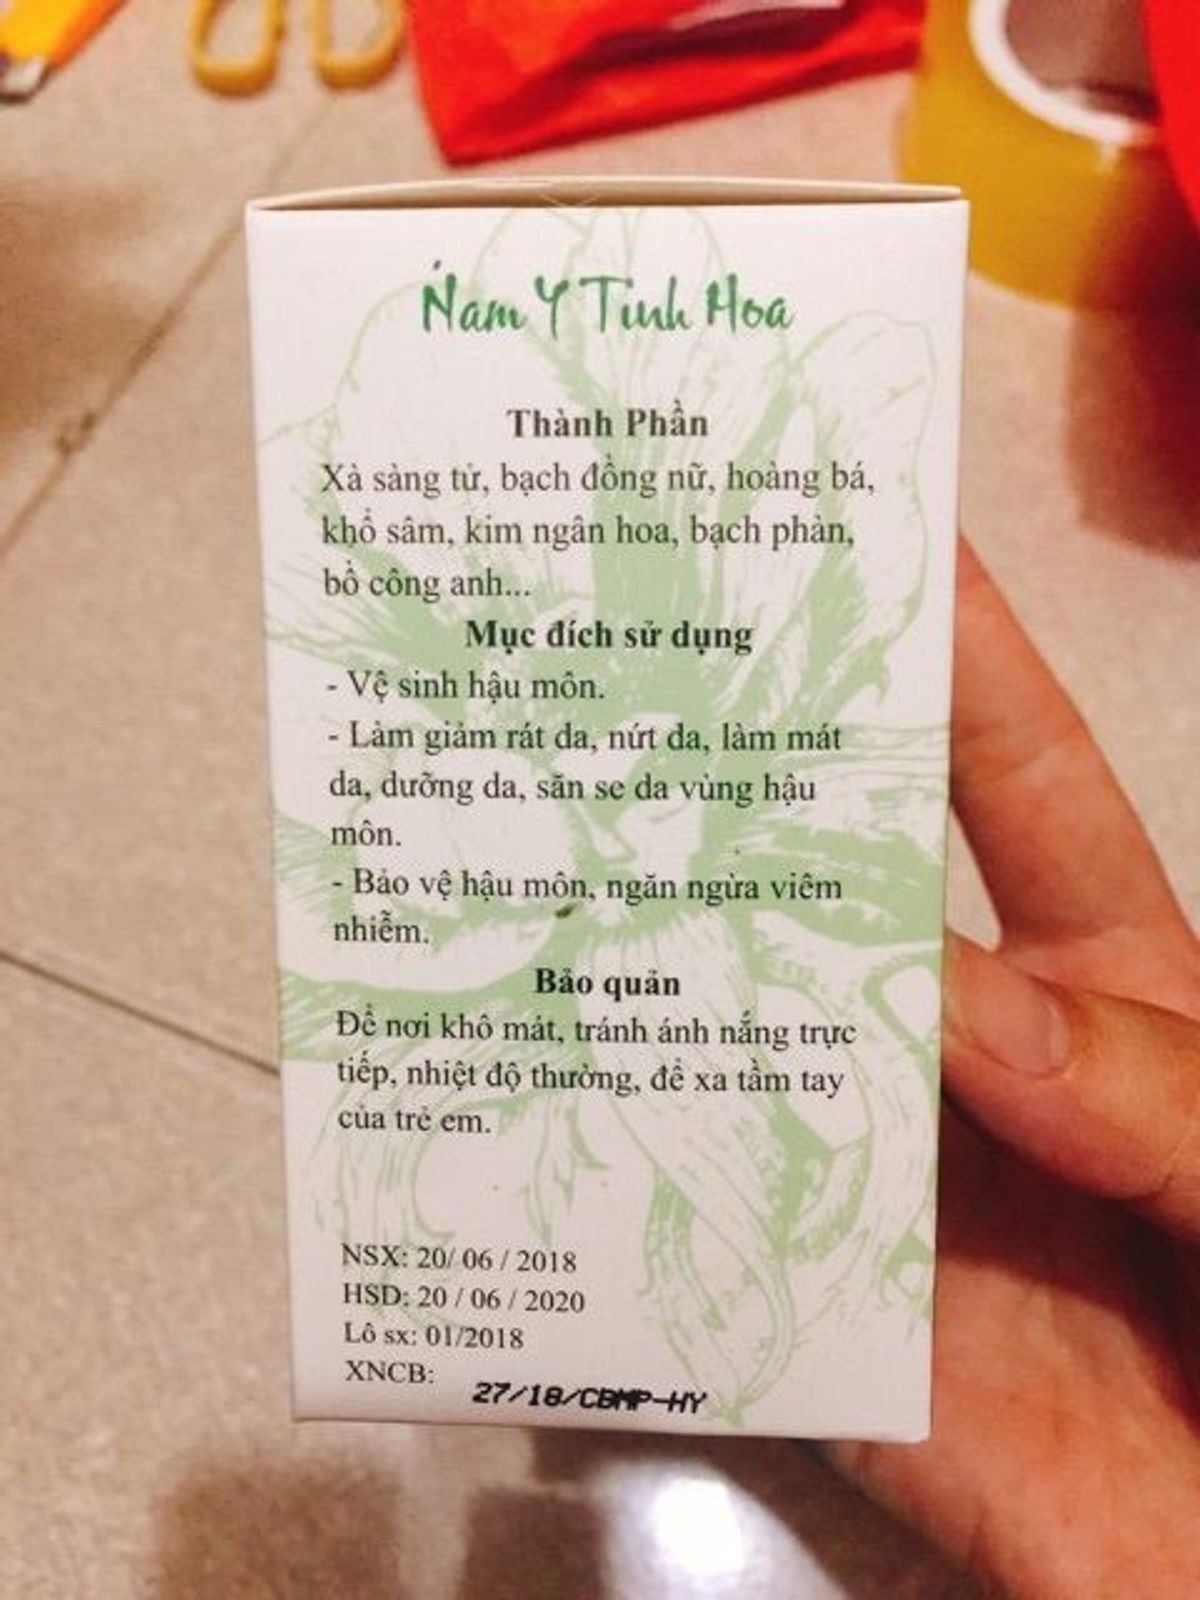 Nam Y Tinh Hoa
Thành Phần
Xà sàng tử, bạch đồng nữ, hoàng bá,
khổ sâm, kim ngân hoa, bạch phàn,
bồ công anh...
Mục đích sử dụng
- Vệ sinh hậu môn.
- Làm giảm rát da, nứt da, làm mát
da, dưỡng da, săn se da vùng hậu
môn.
- Bảo vệ hậu môn, ngăn ngừa viêm
nhiễm.
Bảo quản
Để nơi khô mát, tránh ánh nắng trực
tiếp, nhiệt độ thường, để xa tầm tay
của trẻ em.
NSX: 20/ 06 / 2018
HSD: 20 / 06 / 2020
Lô sx: 01/2018
XNCB: 27/18/CBMP-HY